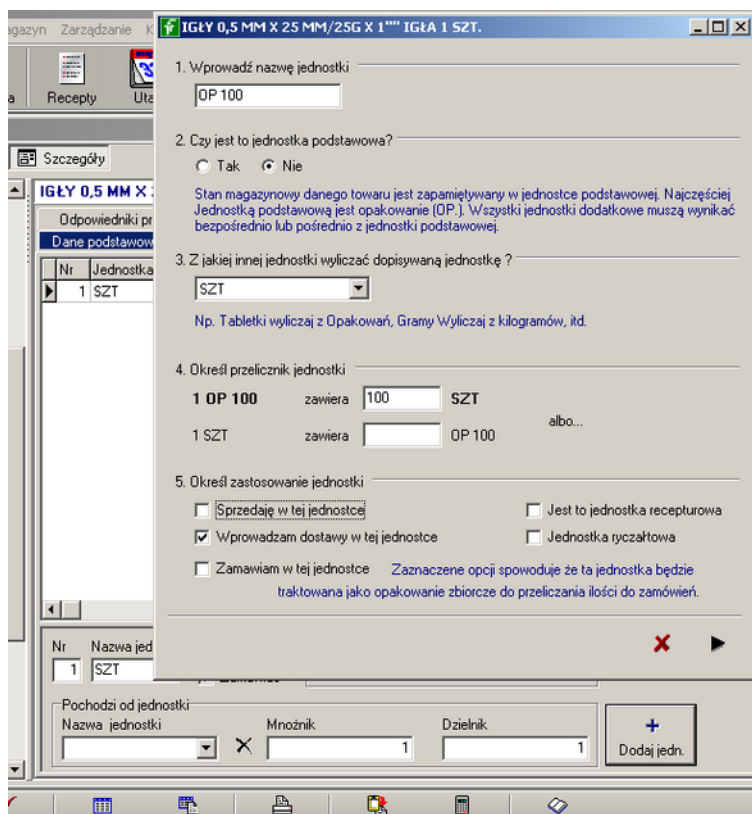 IGŁY 0,5 MM X 25 MM/25G X 1"" IGŁA 1 SZT.
Zarządzanie
Recepty
Szczegóły
IGŁY 0,5 MM X
Odpowiedniki
Dane podstawow
Nr Jednostka
1 SZT
1. Wprowadź nazwę jednostki
OP 100
2. Czy jest to jednostka podstawowa?
Tak Nie
Stan magazynowy danego towaru jest zapamiętywany w jednostce podstawowej. Najczęściej
Jednostką podstawową jest opakowanie (OP.). Wszystkie jednostki dodatkowe muszą wynikać
bezpośrednio lub pośrednio z jednostki podstawowej.
3. Z jakiej innej jednostki wyliczać dopisywaną jednostkę ?
SZT
Np. Tabletki wyliczaj z Opakowań, Gramy Wyliczaj z kilogramów, itd.
4. Określ przelicznik jednostki
1 OP 100 zawiera 100 SZT
albo...
1 SZT zawiera OP 100
5. Określ zastosowanie jednostki
Sprzedaję w tej jednostce Jest to jednostka recepturowa
Wprowadzam dostawy w tej jednostce Jednostka ryczałtowa
Zamawiam w tej jednostce Zaznaczene opcji spowoduje że ta jednostka będzie
traktowana jako opakowanie zbiorcze do przeliczania ilości do zamówień.
Nr Nazwa jed
1 SZT
Pochodzi od jednostki
Nazwa jednostki Mnożnik Dzielnik
1 1
+
Dodaj jedn.